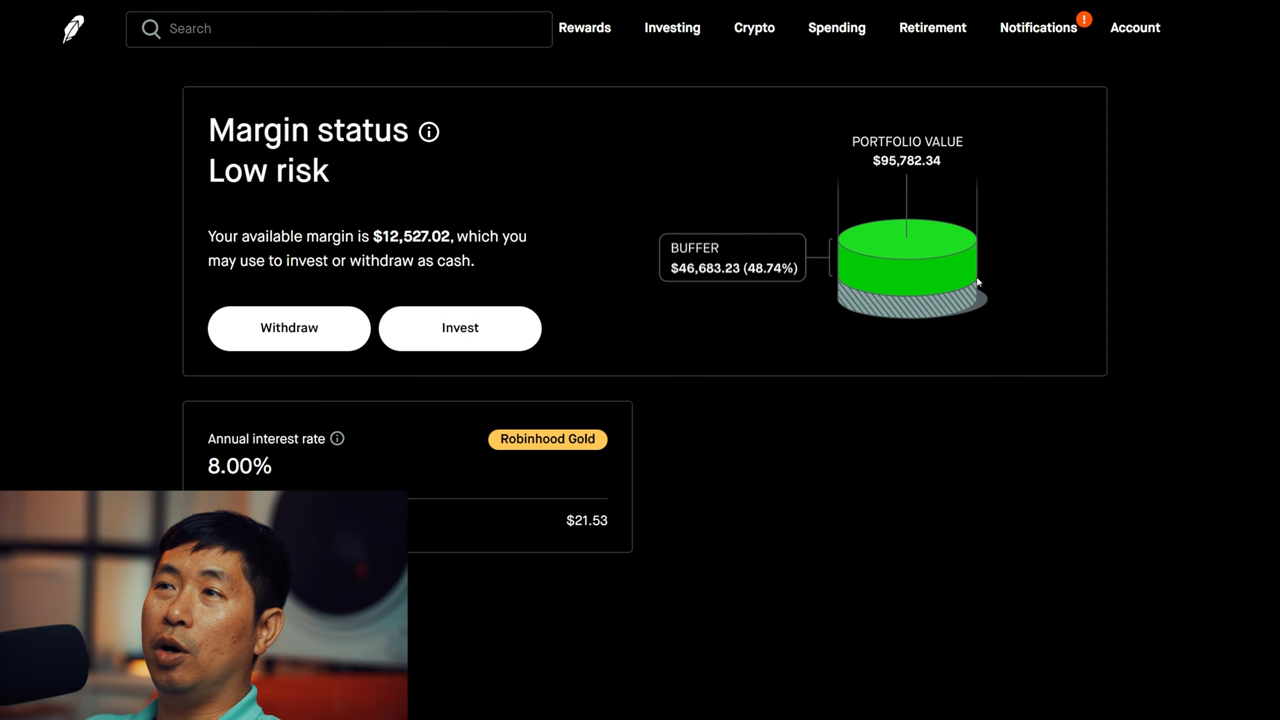 Search
Rewards
Investing
Crypto
Spending
Retirement
Notifications
!
Account
Margin status
Low risk
Your available margin is $12,527.02, which you
may use to invest or withdraw as cash.
Withdraw
Invest
PORTFOLIO VALUE
$95,782.34
BUFFER
$46,683.23 (48.74%)
Annual interest rate
Robinhood Gold
8.00%
$21.53